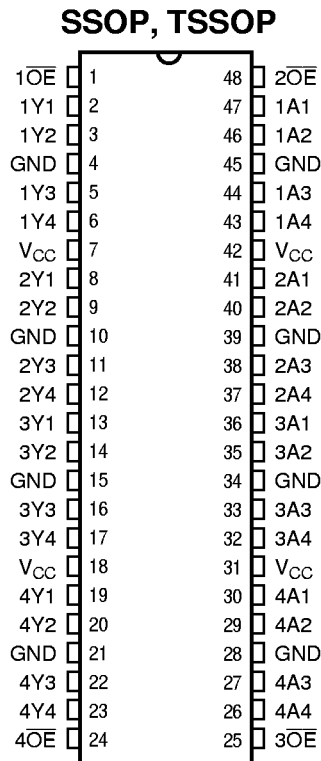 SSOP, TSSOP
1O̅E̅ 1 48 2O̅E̅
1Y1 2 47 1A1
1Y2 3 46 1A2
GND 4 45 GND
1Y3 5 44 1A3
1Y4 6 43 1A4
VCC 7 42 VCC
2Y1 8 41 2A1
2Y2 9 40 2A2
GND 10 39 GND
2Y3 11 38 2A3
2Y4 12 37 2A4
3Y1 13 36 3A1
3Y2 14 35 3A2
GND 15 34 GND
3Y3 16 33 3A3
3Y4 17 32 3A4
VCC 18 31 VCC
4Y1 19 30 4A1
4Y2 20 29 4A2
GND 21 28 GND
4Y3 22 27 4A3
4Y4 23 26 4A4
4O̅E̅ 24 25 3O̅E̅